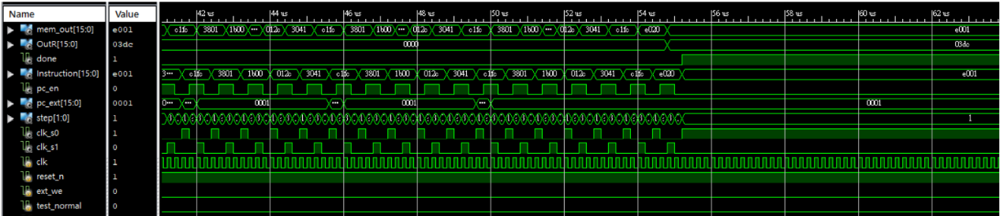 Name Value 42 us 44 us 46 us 48 us 50 us 52 us 54 us 56 us 58 us 60 us 62 us
mem_out[15:0] e001 c1fc 3801 1b00 ... 012c 3041 c1fc 3801 1b00 ... 012c 3041 c1fc 3801 1b00 ... 012c 3041 c1fc e020 e001
OutR[15:0] 03dc 0000 03dc
done 1
Instruction[15:0] e001 3... c1fc 3801 1b00 012c 3041 c1fc 3801 1b00 012c 3041 c1fc 3801 1b00 012c 3041 c1fc e020 e001
pc_en 0
pc_ext[15:0] 0001 0... ... 0001 ... 0001 ... 0001
step[1:0] 1 1
clk_s0 1
clk_s1 0
clk 1
reset_n 1
ext_we 0
test_normal 0